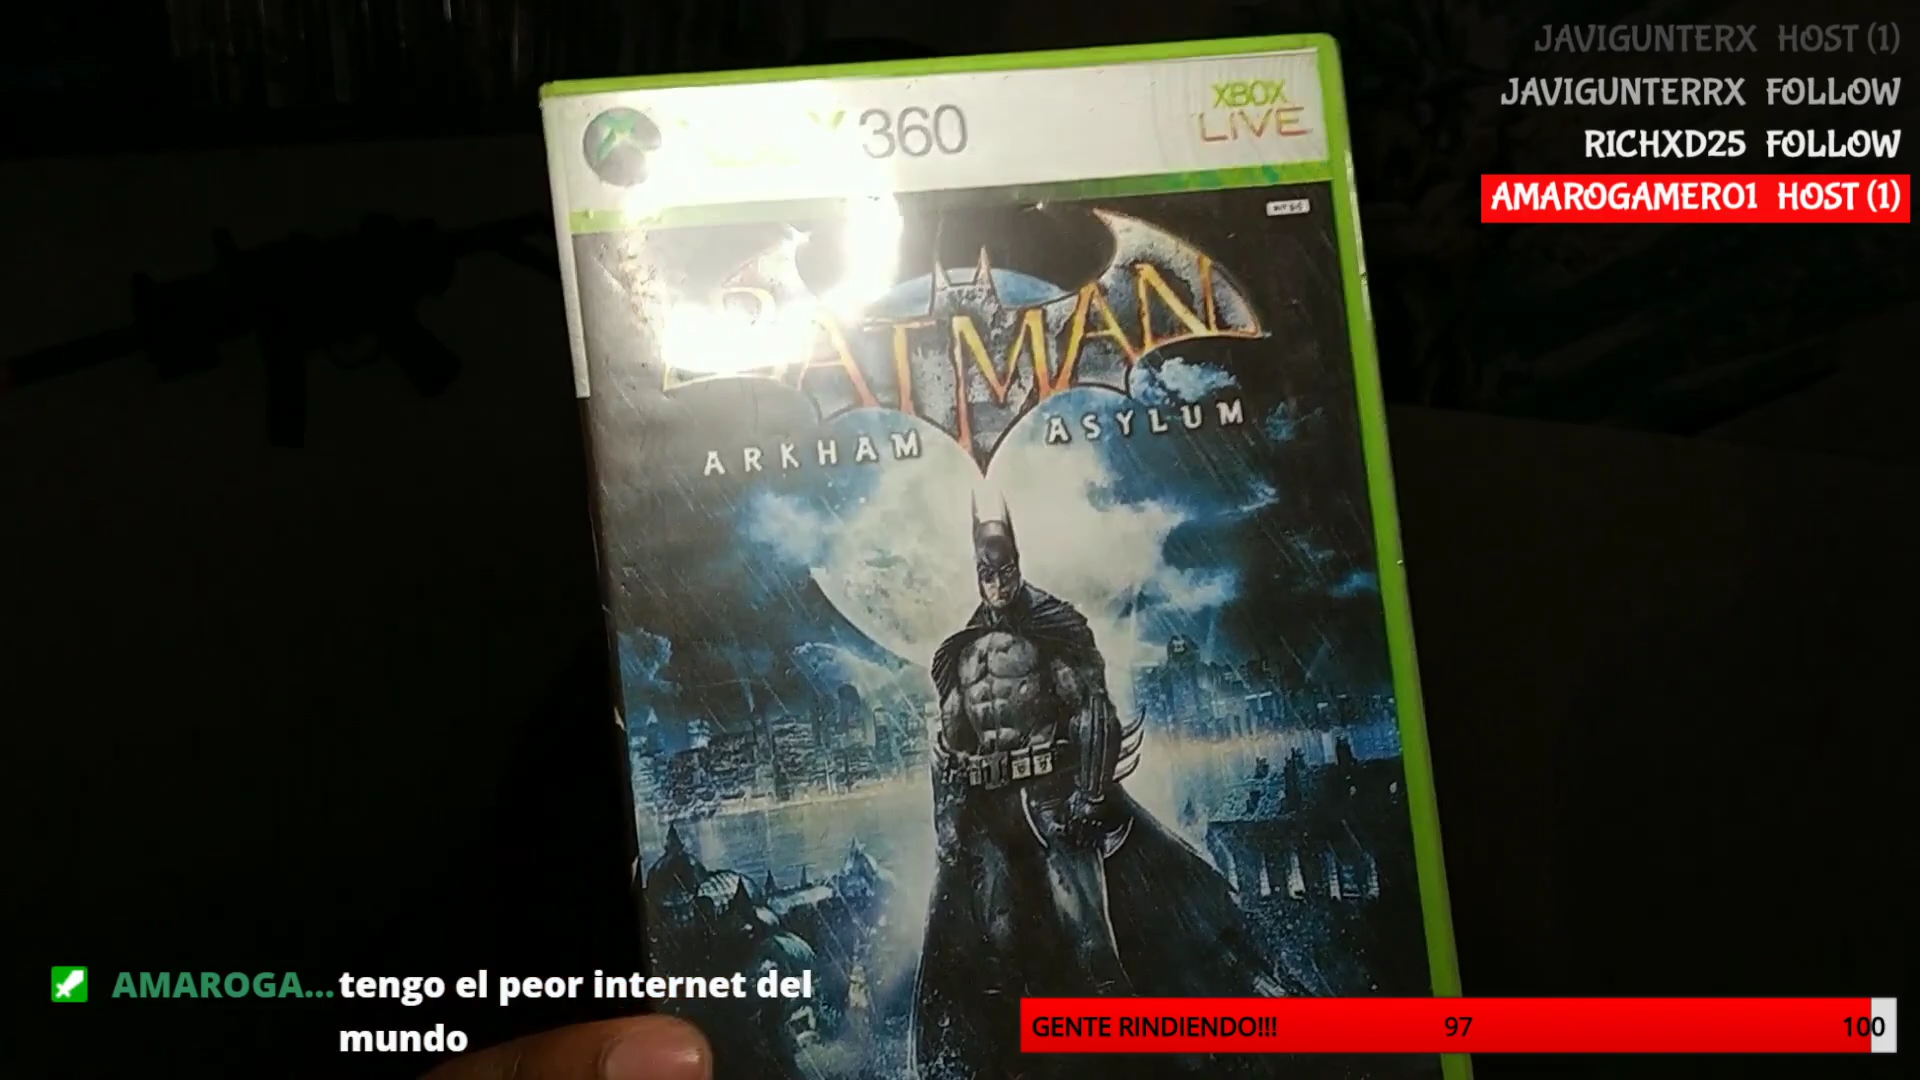 JAVIGUNTERX HOST (1)
JAVIGUNTERRX FOLLOW
RICHXD25 FOLLOW
AMAROGAMER01 HOST (1)
360
XBOX
LIVE
BATMAN
ARKHAM ASYLUM
AMAROGA... tengo el peor internet del
mundo
GENTE RINDIENDO!!! 97 100